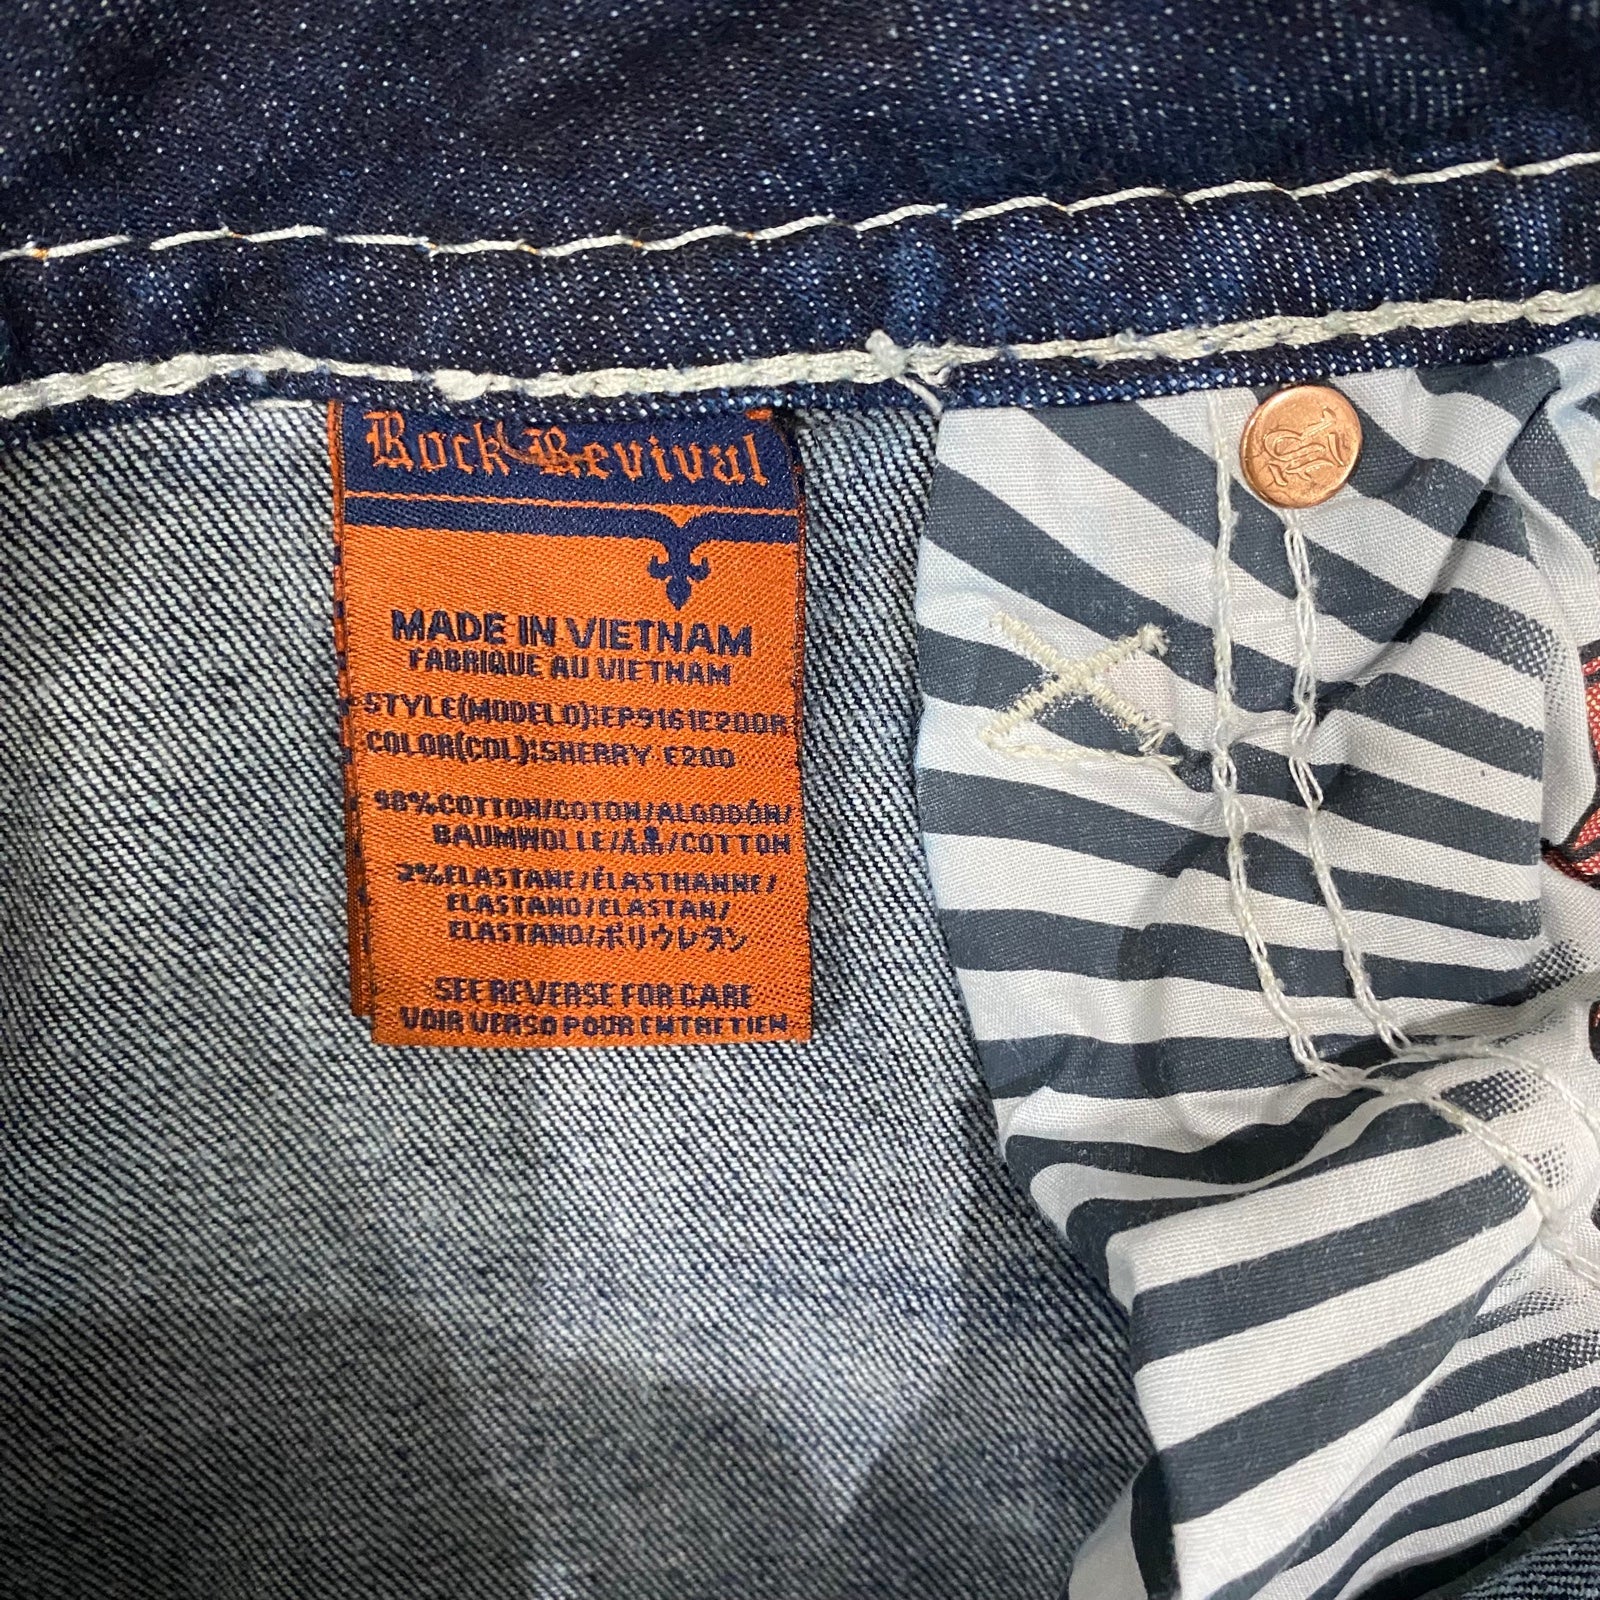 Rock Revival
MADE IN VIETNAM
FABRIQUE AU VIETNAM
STYLE(MODELO):EP9161E200R
COLOR(COL):SHERRY E200
98%COTTON/COTON/ALGODÓN/
BAUMWOLLE/人棉/COTTON
2%ELASTANE/ÉLASTHANNE/
ELASTANO/ELASTAN/
ELASTANO/ポリウレタン
SEE REVERSE FOR CARE
VOIR VERSO POUR ENTRETIEN